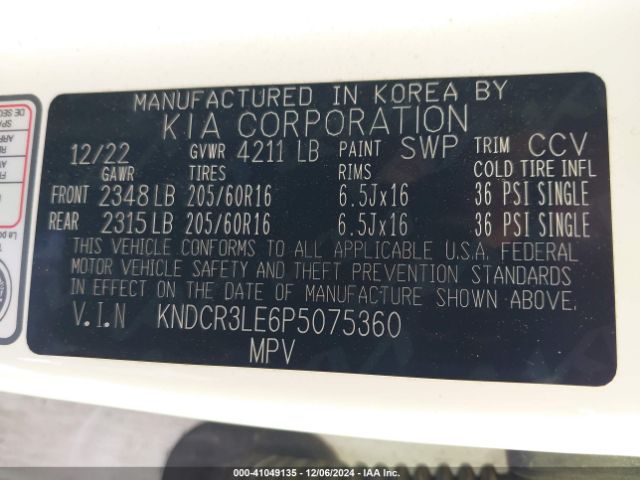 MANUFACTURED IN KOREA BY
KIA CORPORATION
12/22 GVWR 4211 LB PAINT SWP TRIM CCV
GAWR TIRES RIMS COLD TIRE INFL
FRONT 2348 LB 205/60R16 6.5Jx16 36 PSI SINGLE
REAR 2315 LB 205/60R16 6.5Jx16 36 PSI SINGLE
THIS VEHICLE CONFORMS TO ALL APPLICABLE U.S.A. FEDERAL
MOTOR VEHICLE SAFETY AND THEFT PREVENTION STANDARDS
IN EFFECT ON THE DATE OF MANUFACTURE SHOWN ABOVE.
V.I.N KNDCR3LE6P5075360
MPV
000-41049135 - 12/06/2024 - IAA Inc.